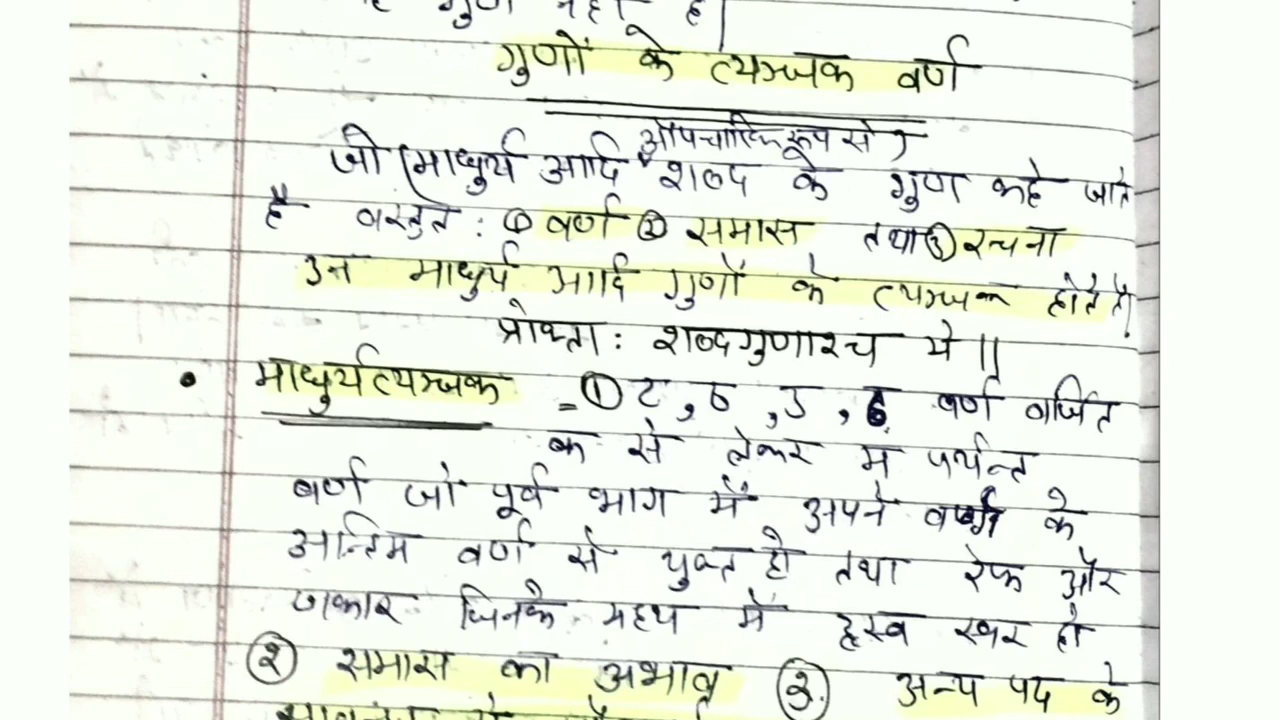 गुण नहीं है।
गुणों के व्यञ्जक वर्ण
औपचारिक रूप से
जो (माधुर्य आदि शब्द के गुण कहे जाते
है वस्तुत: ① वर्ण ② समास तथा ③ रचना
उन माधुर्य आदि गुणों के व्यञ्जक होते है।
प्रोक्ता: शब्दगुणाश्च ये ||
• माधुर्यव्यञ्जक = ① ट, ठ, ड, ढ वर्ण वर्जित
क से लेकर म पर्यन्त
वर्ण जो पूर्व भाग में अपने वर्ग के
अन्तिम वर्ण से युक्त हो तथा रेफ और
णकार जिनके मध्य में हृस्व स्वर हो
② समास का अभाव ③. अन्य पद के